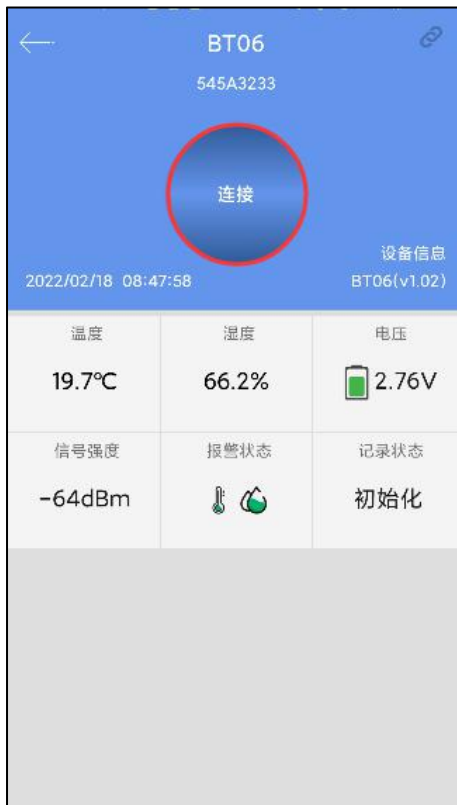 BT06
545A3233
连接
设备信息
2022/02/18 08:47:58
BT06(v1.02)
温度 湿度 电压
19.7℃ 66.2% 2.76V
信号强度 报警状态 记录状态
-64dBm 初始化